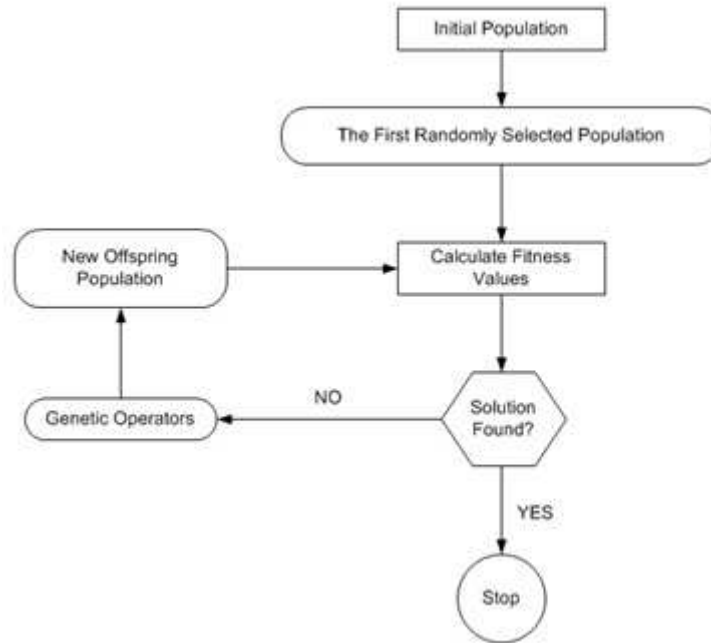 Initial Population
The First Randomly Selected Population
New Offspring
Population
Calculate Fitness
Values
Genetic Operators
NO
Solution
Found?
YES
Stop